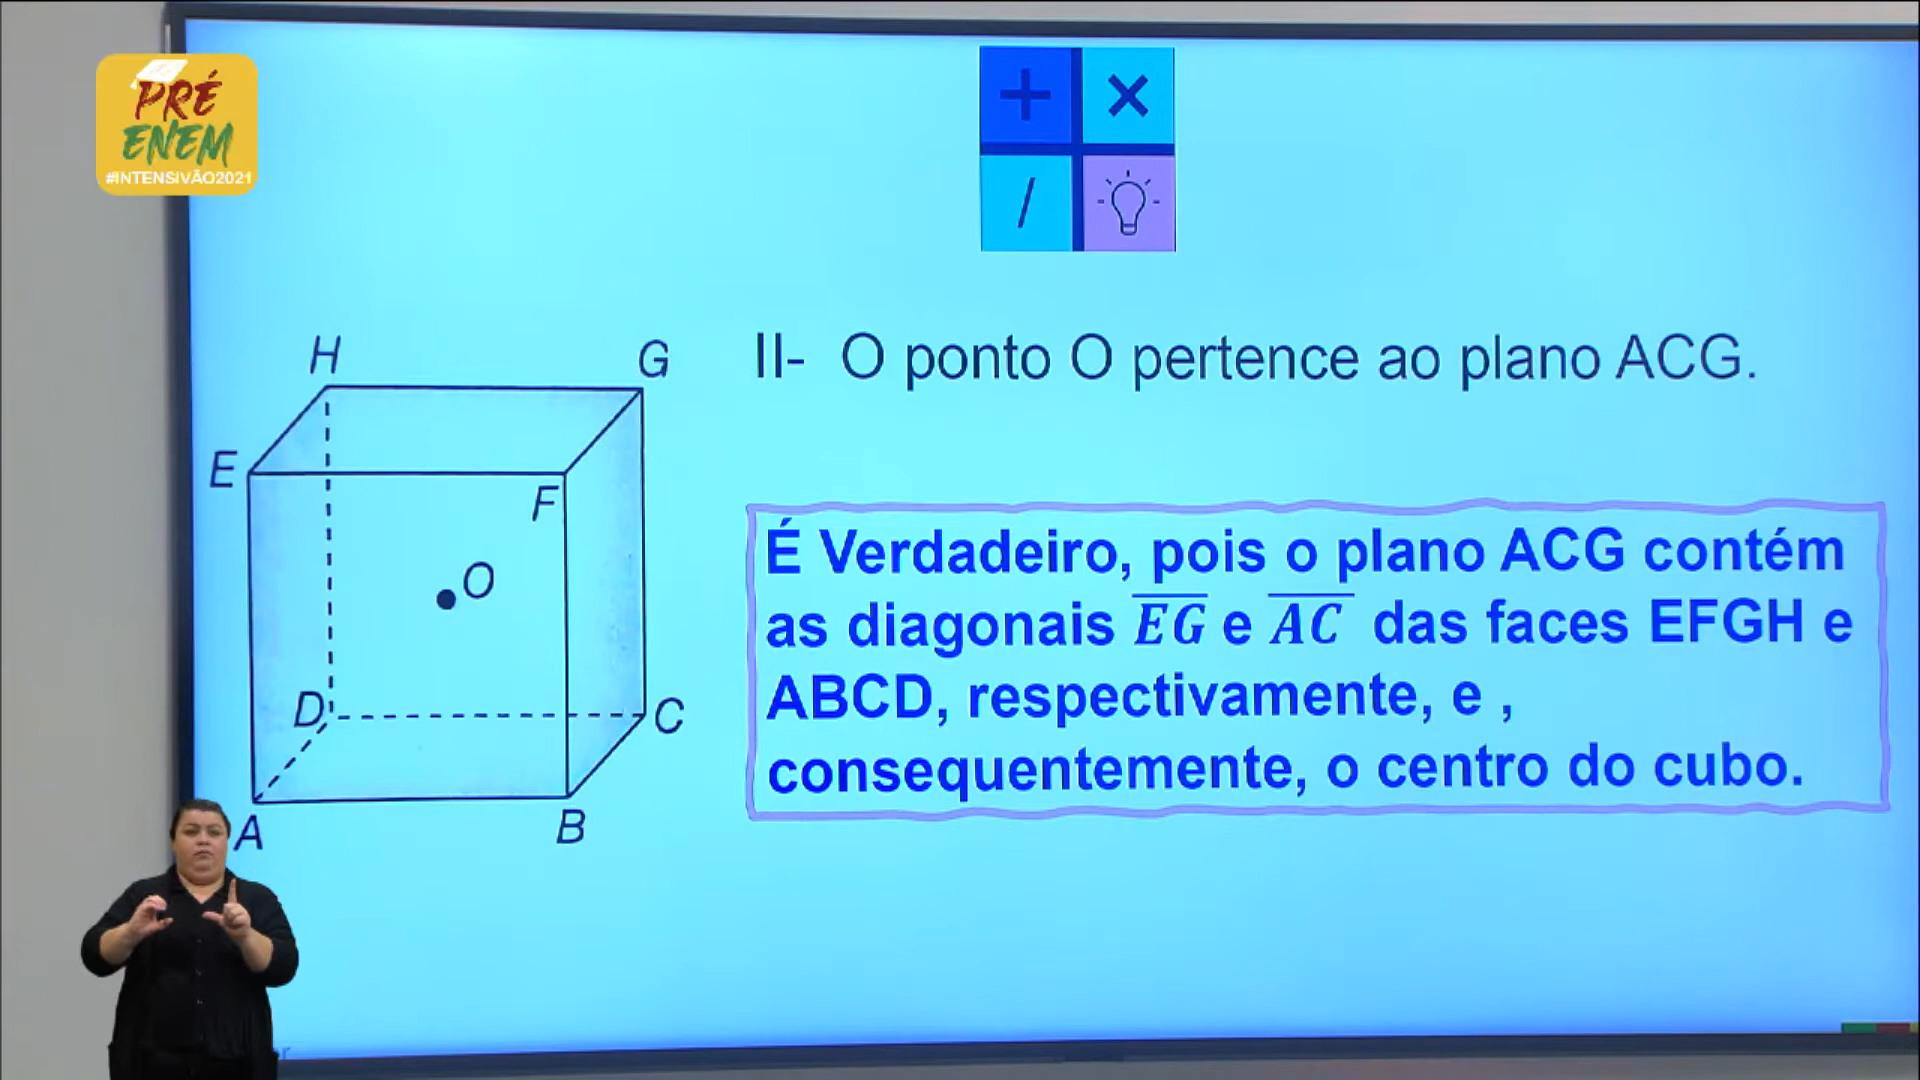 PRÉ
ENEM
#INTENSIVÃO2021
+ ×
/
II- O ponto O pertence ao plano ACG.
H
G
E
F
O
D
C
A
B
É Verdadeiro, pois o plano ACG contém
as diagonais EG e AC das faces EFGH e
ABCD, respectivamente, e ,
consequentemente, o centro do cubo.